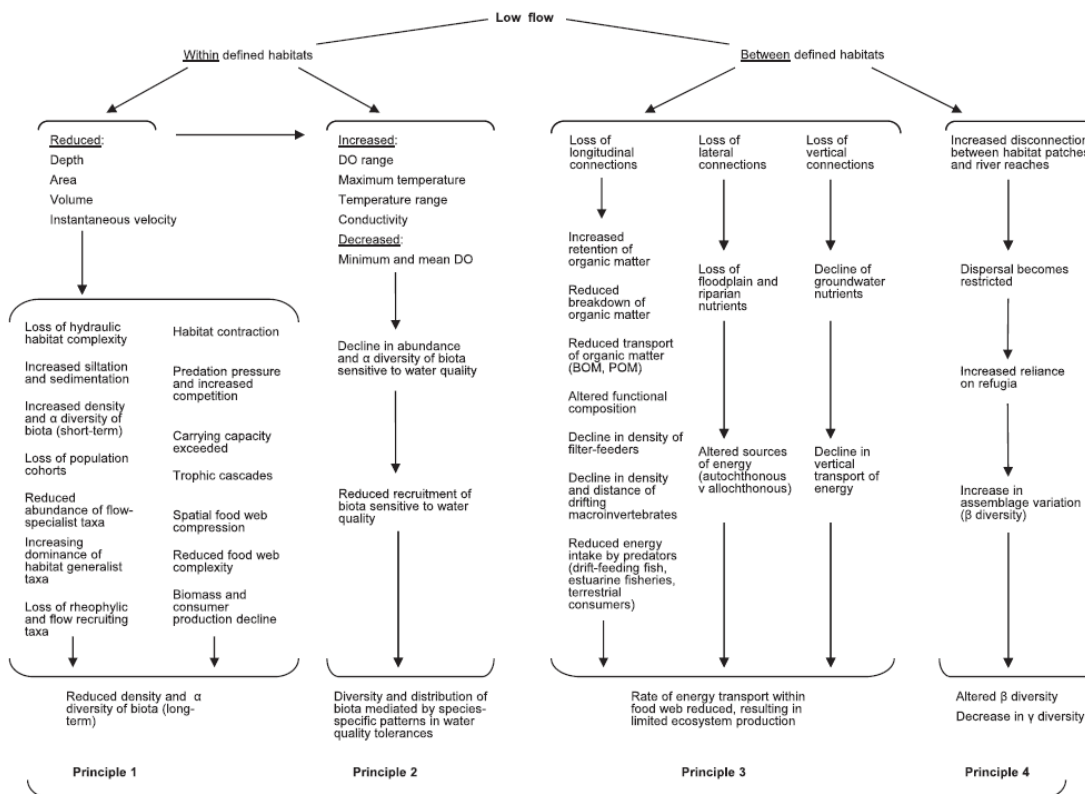 Low flow
Within defined habitats
Between defined habitats
Reduced:
Depth
Area
Volume
Instantaneous velocity
Increased:
DO range
Maximum temperature
Temperature range
Conductivity
Decreased:
Minimum and mean DO
Loss of
longitudinal
connections
Loss of
lateral
connections
Loss of
vertical
connections
Increased disconnection
between habitat patches
and river reaches
Loss of hydraulic
habitat complexity
Increased siltation
and sedimentation
Increased density
and α diversity of
biota (short-term)
Loss of population
cohorts
Reduced
abundance of flow-
specialist taxa
Increasing
dominance of
habitat generalist
taxa
Loss of rheophylic
and flow recruiting
taxa
Habitat contraction
Predation pressure
and increased
competition
Carrying capacity
exceeded
Trophic cascades
Spatial food web
compression
Reduced food web
complexity
Biomass and
consumer
production decline
Decline in abundance
and α diversity of biota
sensitive to water quality
Reduced recruitment of
biota sensitive to water
quality
Increased
retention of
organic matter
Reduced
breakdown of
organic matter
Reduced transport
of organic matter
(BOM, POM)
Altered functional
composition
Decline in density of
filter-feeders
Decline in density
and distance of
drifting
macroinvertebrates
Reduced energy
intake by predators
(drift-feeding fish,
estuarine fisheries,
terrestrial
consumers)
Loss of
floodplain and
riparian
nutrients
Altered sources
of energy
(autochthonous
v allochthonous)
Decline of
groundwater
nutrients
Decline in
vertical
transport of
energy
Dispersal becomes
restricted
Increased reliance
on refugia
Increase in
assemblage variation
(β diversity)
Reduced density and α
diversity of biota (long-
term)
Diversity and distribution of
biota mediated by species-
specific patterns in water
quality tolerances
Rate of energy transport within
food web reduced, resulting in
limited ecosystem production
Altered β diversity
Decrease in γ diversity
Principle 1
Principle 2
Principle 3
Principle 4